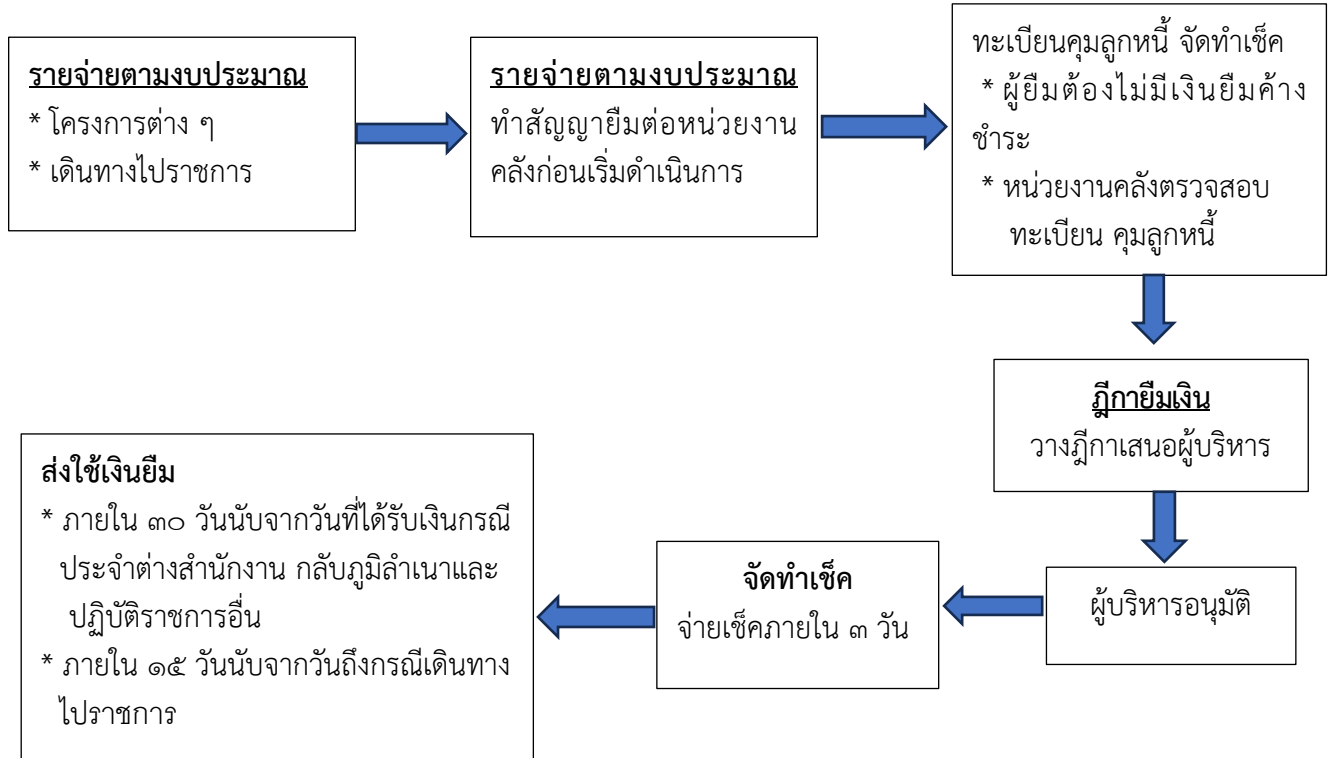 รายจ่ายตามงบประมาณ
* โครงการต่าง ๆ
* เดินทางไปราชการ
รายจ่ายตามงบประมาณ
ทำสัญญายืมต่อหน่วยงาน
คลังก่อนเริ่มดำเนินการ
ทะเบียนคุมลูกหนี้ จัดทำเช็ค
* ผู้ยืมต้องไม่มีเงินยืมค้าง
ชำระ
* หน่วยงานคลังตรวจสอบ
ทะเบียน คุมลูกหนี้
ฎีกายืมเงิน
วางฎีกาเสนอผู้บริหาร
ผู้บริหารอนุมัติ
จัดทำเช็ค
จ่ายเช็คภายใน ๓ วัน
ส่งใช้เงินยืม
* ภายใน ๓๐ วันนับจากวันที่ได้รับเงินกรณี
ประจำต่างสำนักงาน กลับภูมิลำเนาและ
ปฏิบัติราชการอื่น
* ภายใน ๑๕ วันนับจากวันถึงกรณีเดินทาง
ไปราชการ